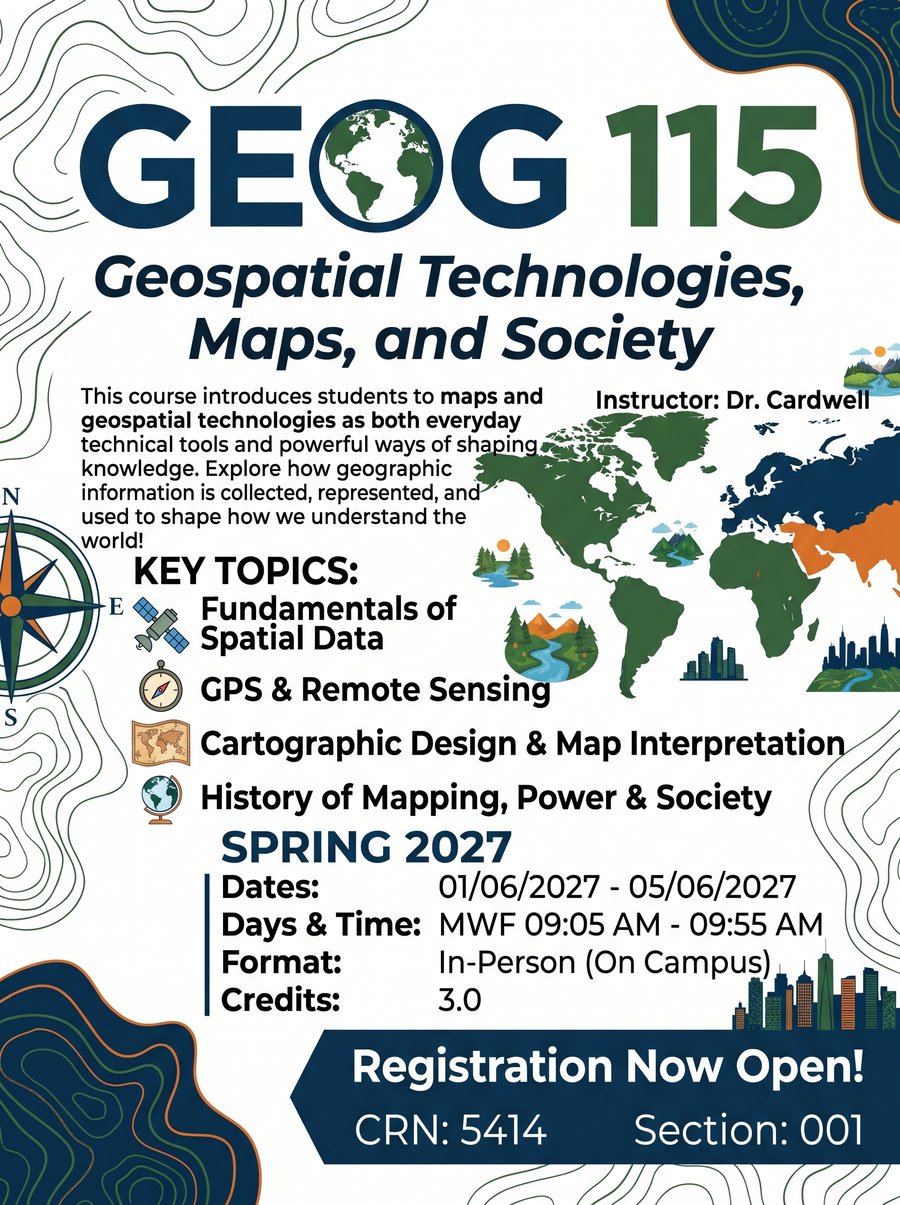 GEOG 115
Geospatial Technologies,
Maps, and Society
This course introduces students to maps and
geospatial technologies as both everyday
technical tools and powerful ways of shaping
knowledge. Explore how geographic
information is collected, represented, and
used to shape how we understand the
world!
Instructor: Dr. Cardwell
N
E
S
KEY TOPICS:
Fundamentals of
Spatial Data
GPS & Remote Sensing
Cartographic Design & Map Interpretation
History of Mapping, Power & Society
SPRING 2027
Dates: 01/06/2027 - 05/06/2027
Days & Time: MWF 09:05 AM - 09:55 AM
Format: In-Person (On Campus)
Credits: 3.0
Registration Now Open!
CRN: 5414 Section: 001